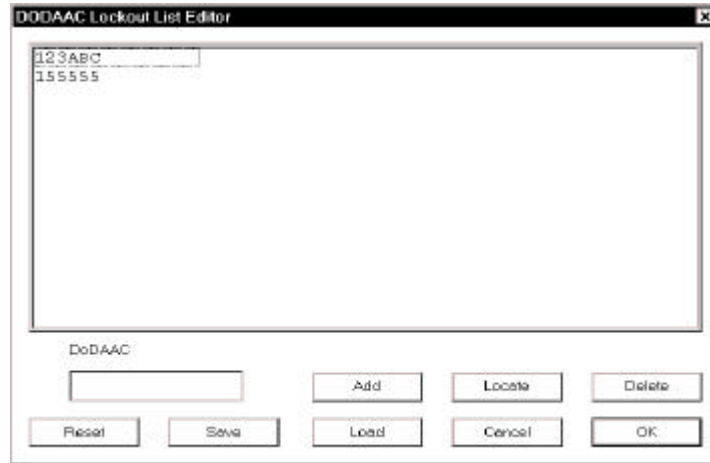 DODAAC Lockout List Editor
123ABC
155555
DoDAAC
Add Locate Delete
Reset Save Load Cancel OK